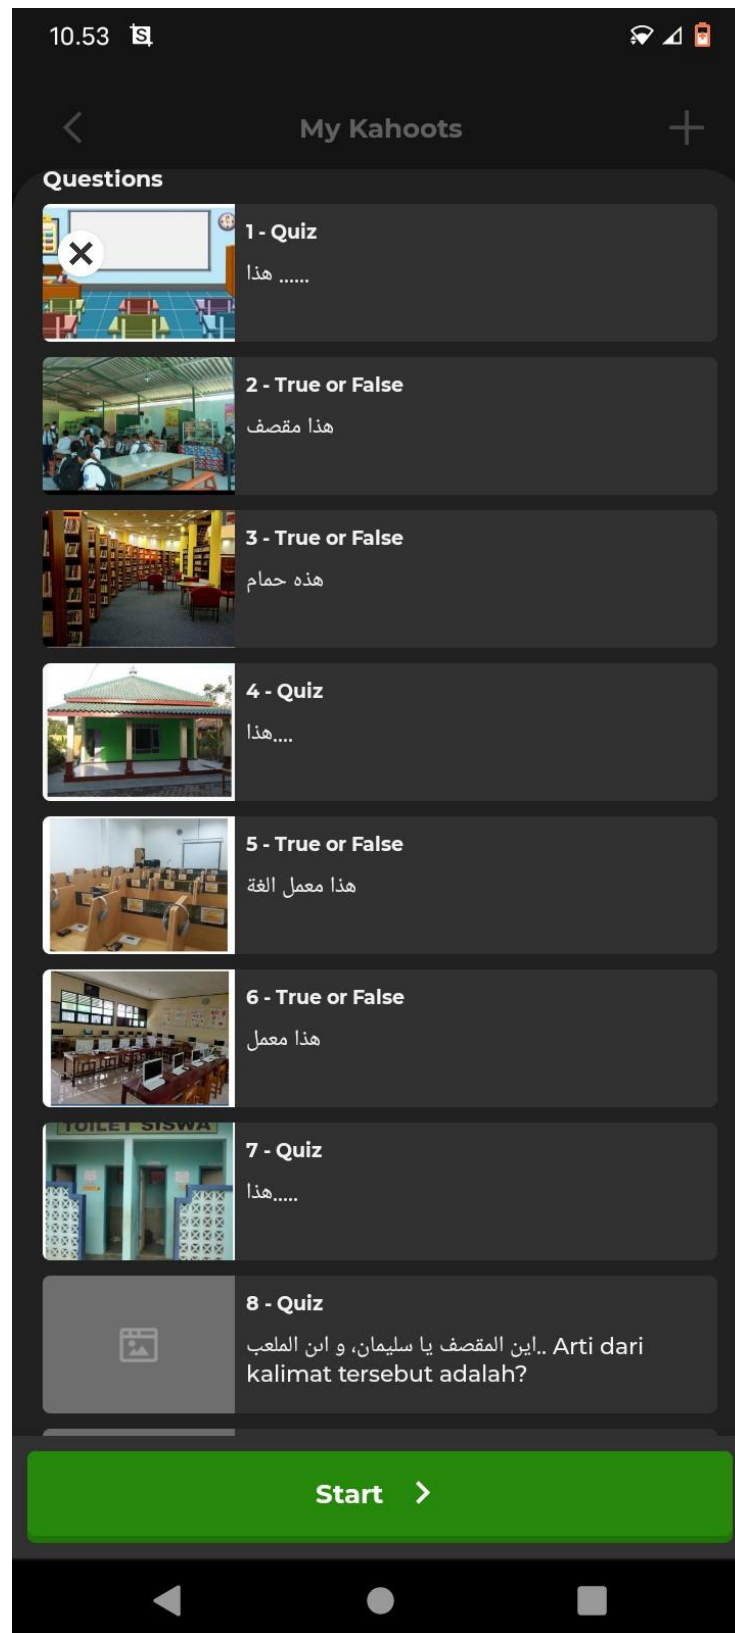 10.53
My Kahoots
Questions
1 - Quiz
هذا ......
2 - True or False
هذا مقصف
3 - True or False
هذه حمام
4 - Quiz
هذا....
5 - True or False
هذا معمل الغة
6 - True or False
هذا معمل
TOILET SISWA
7 - Quiz
هذا.....
8 - Quiz
اين المقصف يا سليمان، و اىن الملعب.. Arti dari
kalimat tersebut adalah?
Start